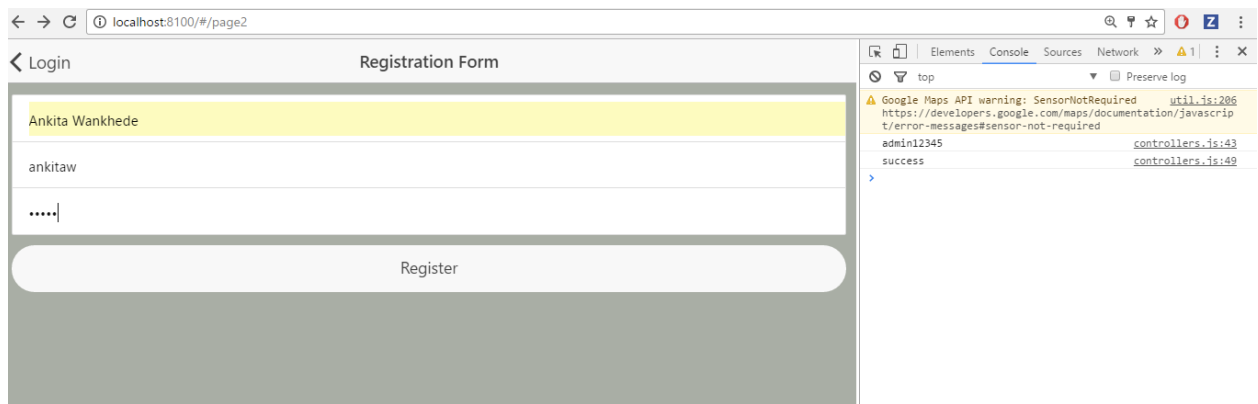 localhost:8100/#/page2
Login
Registration Form
Ankita Wankhede
ankitaw
•••••
Register
Elements Console Sources Network » 1
top Preserve log
Google Maps API warning: SensorNotRequired util.js:206
https://developers.google.com/maps/documentation/javascrip
t/error-messages#sensor-not-required
admin12345 controllers.js:43
success controllers.js:49